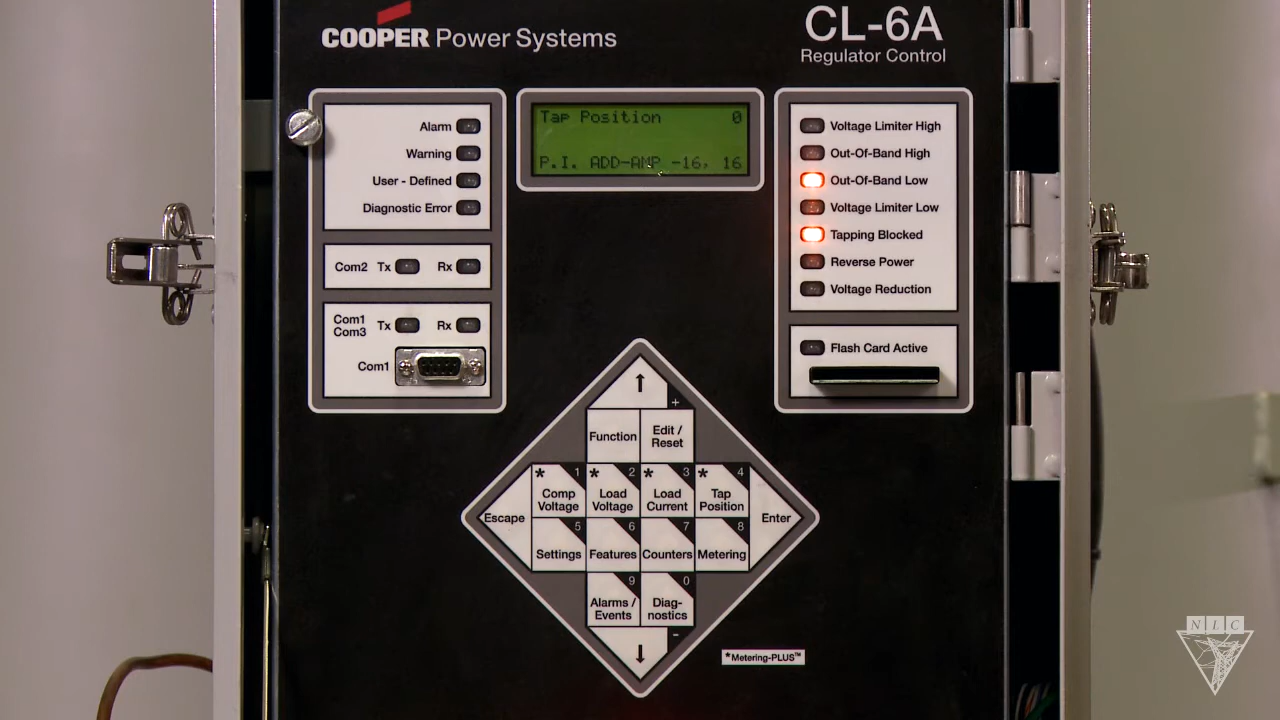 COOPER Power Systems
CL-6A
Regulator Control
Alarm
Warning
User - Defined
Diagnostic Error
Com2 Tx Rx
Com1
Com3 Tx Rx
Com1
Tap Position 0
P.I. ADD-AMP -16, 16
Voltage Limiter High
Out-Of-Band High
Out-Of-Band Low
Voltage Limiter Low
Tapping Blocked
Reverse Power
Voltage Reduction
Flash Card Active
↑ +
Function
Edit /
Reset
Escape
* 1
Comp
Voltage
* 2
Load
Voltage
* 3
Load
Current
* 4
Tap
Position
Enter
5
Settings
6
Features
7
Counters
8
Metering
9
Alarms /
Events
0
Diag-
nostics
↓ -
*Metering-PLUS™
NLC